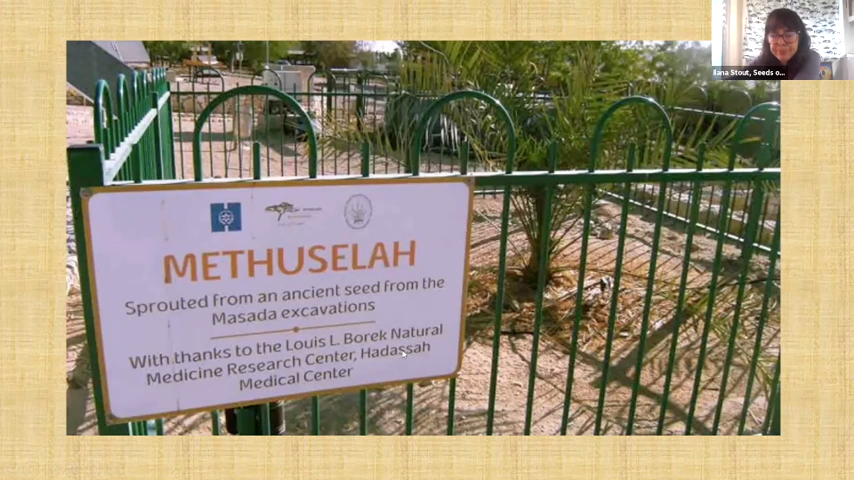 Ilana Stout, Seeds o...
METHUSELAH
Sprouted from an ancient seed from the
Masada excavations
With thanks to the Louis L. Borek Natural
Medicine Research Center, Hadassah
Medical Center